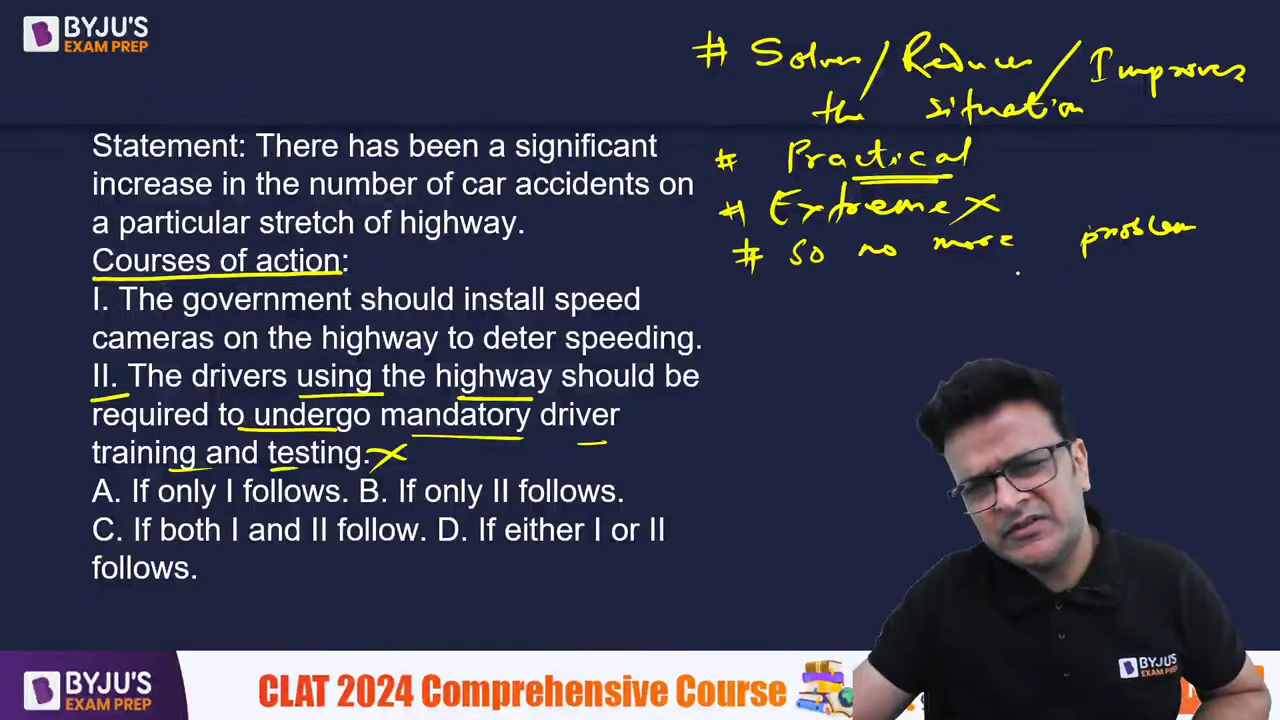 BYJU'S
EXAM PREP
# Solves/Reduces/Improves
the situation
# Practical
# Extreme X
# so no more problem
Statement: There has been a significant
increase in the number of car accidents on
a particular stretch of highway.
Courses of action:
I. The government should install speed
cameras on the highway to deter speeding.
II. The drivers using the highway should be
required to undergo mandatory driver
training and testing. X
A. If only I follows. B. If only II follows.
C. If both I and II follow. D. If either I or II
follows.
BYJU'S
EXAM PREP
BYJU'S
EXAM PREP
CLAT 2024 Comprehensive Course